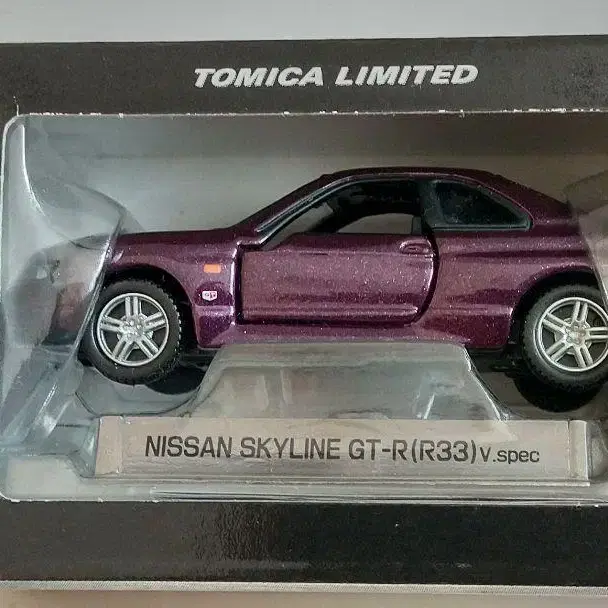 TOMICA LIMITED
NISSAN SKYLINE GT-R(R33)V.spec